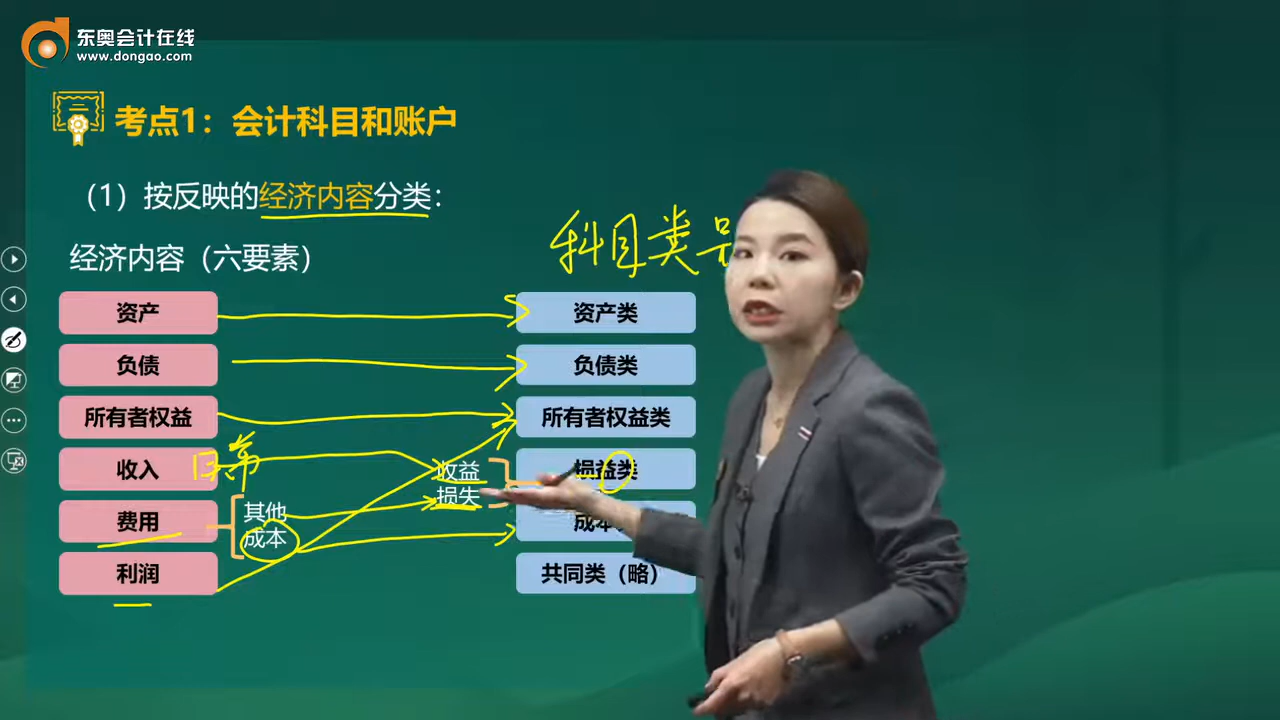 东奥会计在线
www.dongao.com
考点1：会计科目和账户
（1）按反映的经济内容分类：
经济内容（六要素）
科目类
资产
资产类
负债
负债类
所有者权益
所有者权益类
收入
日常
收益
损益类
损失
费用
其他
成本
成本
利润
共同类（略）